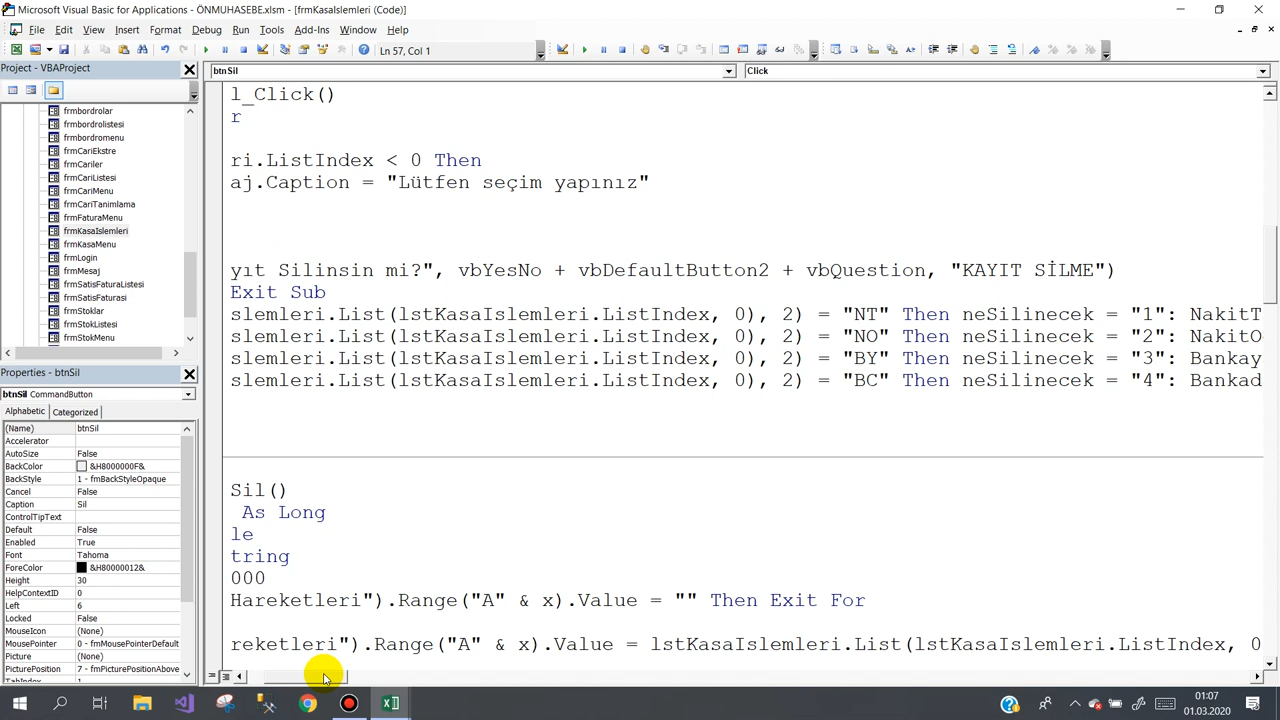 Microsoft Visual Basic for Applications - ÖNMUHASEBE.xlsm - [frmKasaIslemleri (Code)]
File Edit View Insert Format Debug Run Tools Add-Ins Window Help
Ln 57, Col 1
Project - VBAProject
btnSil
Click
frmbordrolar
frmbordrolistesi
frmbordromenu
frmCariEkstre
frmCariler
frmCariListesi
frmCariMenu
frmCariTanimlama
frmFaturaMenu
frmKasaIslemleri
frmKasaMenu
frmLogin
frmMesaj
frmSatisFaturaListesi
frmSatisFaturasi
frmStoklar
frmStokListesi
frmStokMenu
Properties - btnSil
btnSil CommandButton
Alphabetic Categorized
(Name) btnSil
Accelerator
AutoSize False
BackColor &H8000000F&
BackStyle 1 - fmBackStyleOpaque
Cancel False
Caption Sil
ControlTipText
Default False
Enabled True
Font Tahoma
ForeColor &H80000012&
Height 30
HelpContextID 0
Left 6
Locked False
MouseIcon (None)
MousePointer 0 - fmMousePointerDefault
Picture (None)
PicturePosition 7 - fmPicturePositionAbove
TabIndex 1
l_Click()
r
ri.ListIndex < 0 Then
aj.Caption = "Lütfen seçim yapınız"
yıt Silinsin mi?", vbYesNo + vbDefaultButton2 + vbQuestion, "KAYIT SİLME")
Exit Sub
slemleri.List(lstKasaIslemleri.ListIndex, 0), 2) = "NT" Then neSilinecek = "1": NakitT
slemleri.List(lstKasaIslemleri.ListIndex, 0), 2) = "NO" Then neSilinecek = "2": NakitO
slemleri.List(lstKasaIslemleri.ListIndex, 0), 2) = "BY" Then neSilinecek = "3": Bankay
slemleri.List(lstKasaIslemleri.ListIndex, 0), 2) = "BC" Then neSilinecek = "4": Bankad
Sil()
As Long
le
tring
000
Hareketleri").Range("A" & x).Value = "" Then Exit For
reketleri").Range("A" & x).Value = lstKasaIslemleri.List(lstKasaIslemleri.ListIndex, 0
01:07
01.03.2020